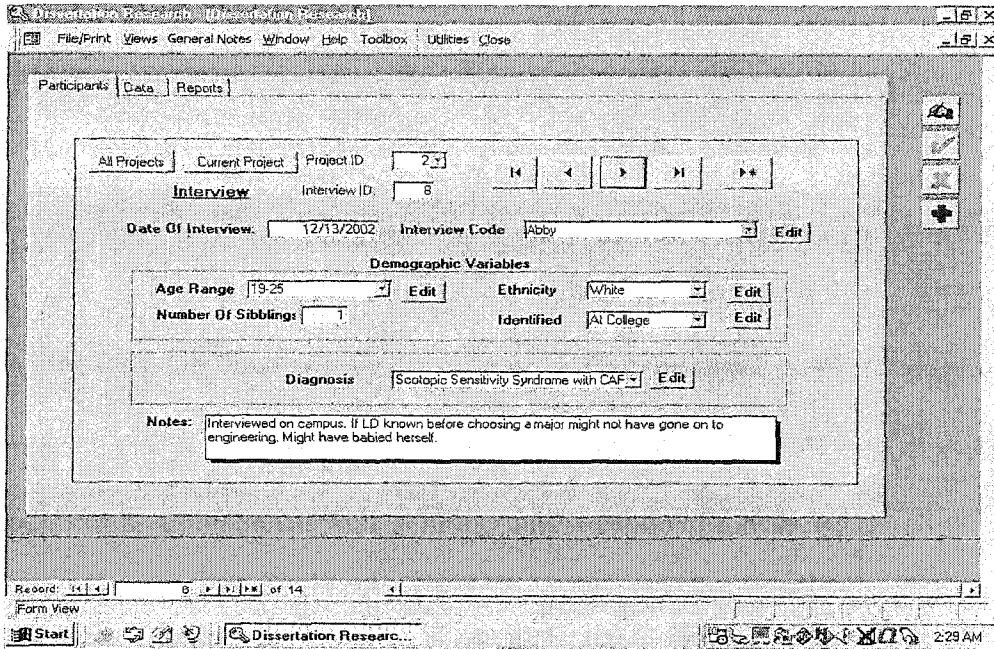 Dissertation Research - [Dissertation Research]
File/Print Views General Notes Window Help Toolbox Utilities Close
Participants Data Reports
All Projects Current Project Project ID 2
Interview Interview ID 8
Date Of Interview: 12/13/2002 Interview Code Abby Edit
Demographic Variables
Age Range 19-25 Edit Ethnicity White Edit
Number Of Sibblings 1 Identified At College Edit
Diagnosis Scotopic Sensitivity Syndrome with CAF Edit
Notes: Interviewed on campus. If LD known before choosing a major might not have gone on to
engineering. Might have babied herself.
Record: 6 of 14
Form View
Start Dissertation Researc... 2:29 AM